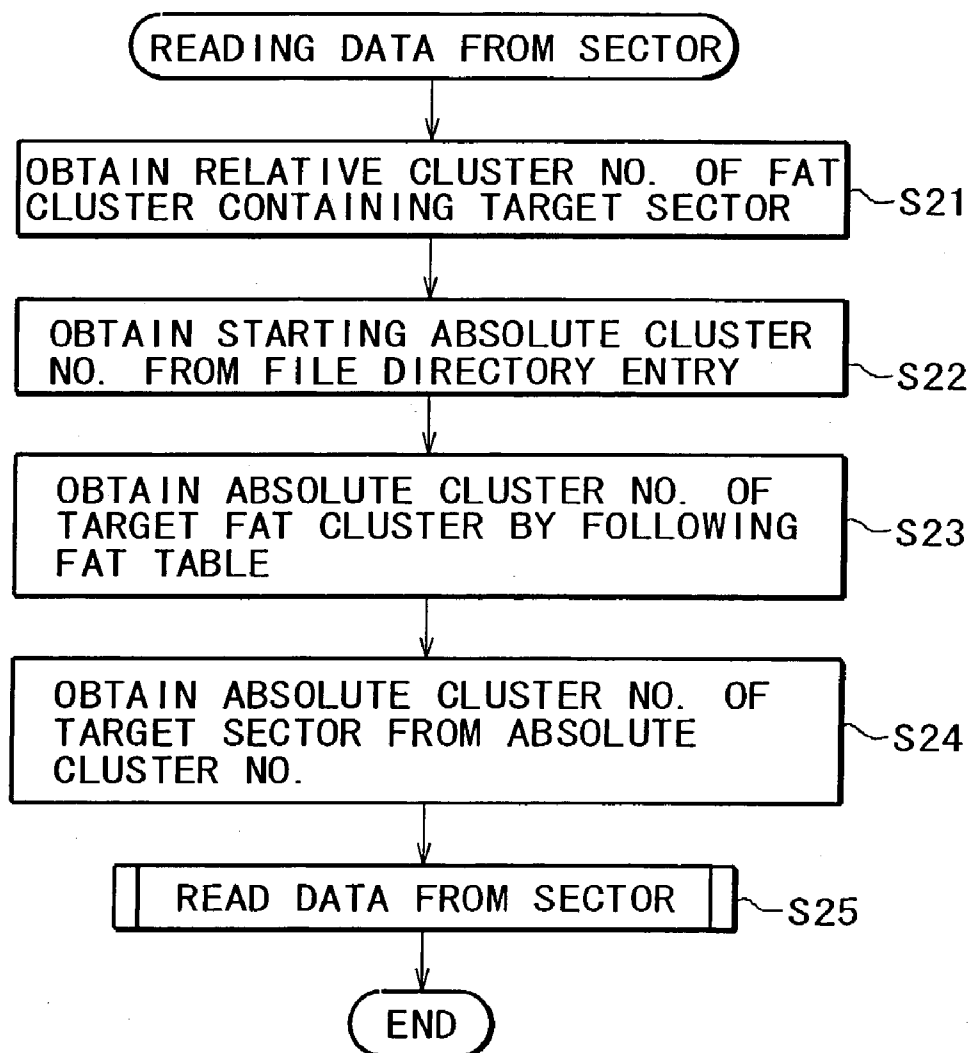 READING DATA FROM SECTOR
OBTAIN RELATIVE CLUSTER NO. OF FAT
CLUSTER CONTAINING TARGET SECTOR
S21
OBTAIN STARTING ABSOLUTE CLUSTER
NO. FROM FILE DIRECTORY ENTRY
S22
OBTAIN ABSOLUTE CLUSTER NO. OF
TARGET FAT CLUSTER BY FOLLOWING
FAT TABLE
S23
OBTAIN ABSOLUTE CLUSTER NO. OF
TARGET SECTOR FROM ABSOLUTE
CLUSTER NO.
S24
READ DATA FROM SECTOR
S25
END